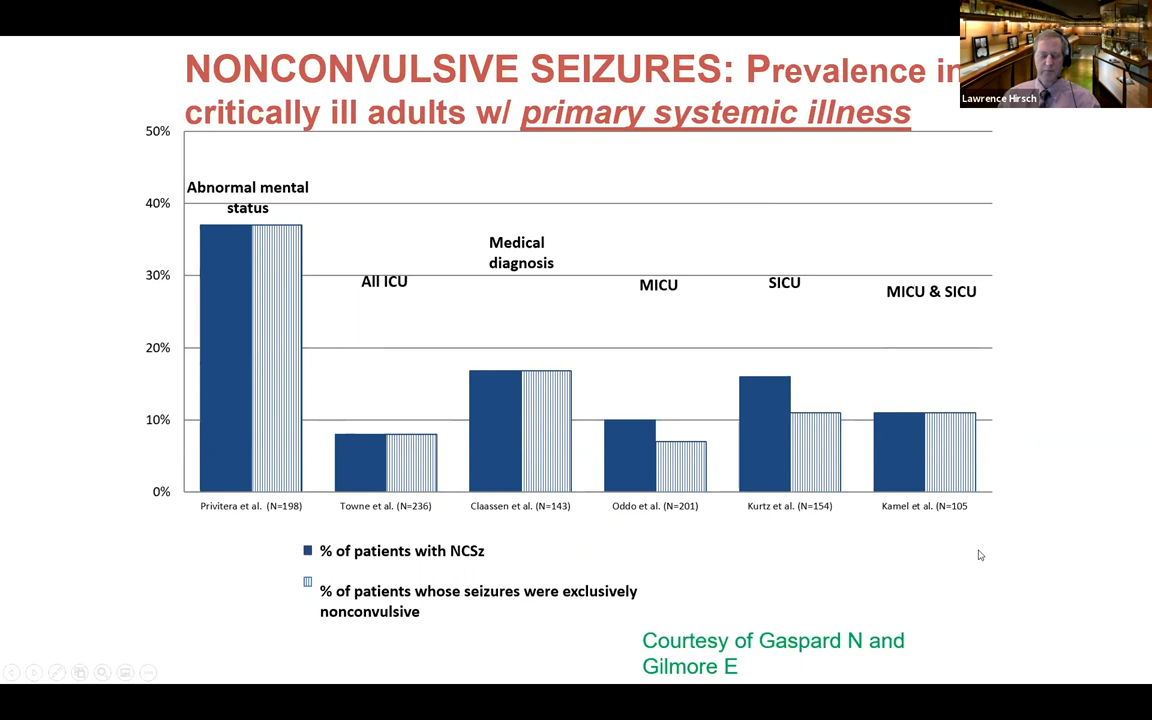 NONCONVULSIVE SEIZURES: Prevalence in
critically ill adults w/ primary systemic illness
Lawrence Hirsch
50%
40%
30%
20%
10%
0%
Abnormal mental
status
All ICU
Medical
diagnosis
MICU
SICU
MICU & SICU
Privitera et al. (N=198)
Towne et al. (N=236)
Claassen et al. (N=143)
Oddo et al. (N=201)
Kurtz et al. (N=154)
Kamel et al. (N=105
% of patients with NCSz
% of patients whose seizures were exclusively
nonconvulsive
Courtesy of Gaspard N and
Gilmore E